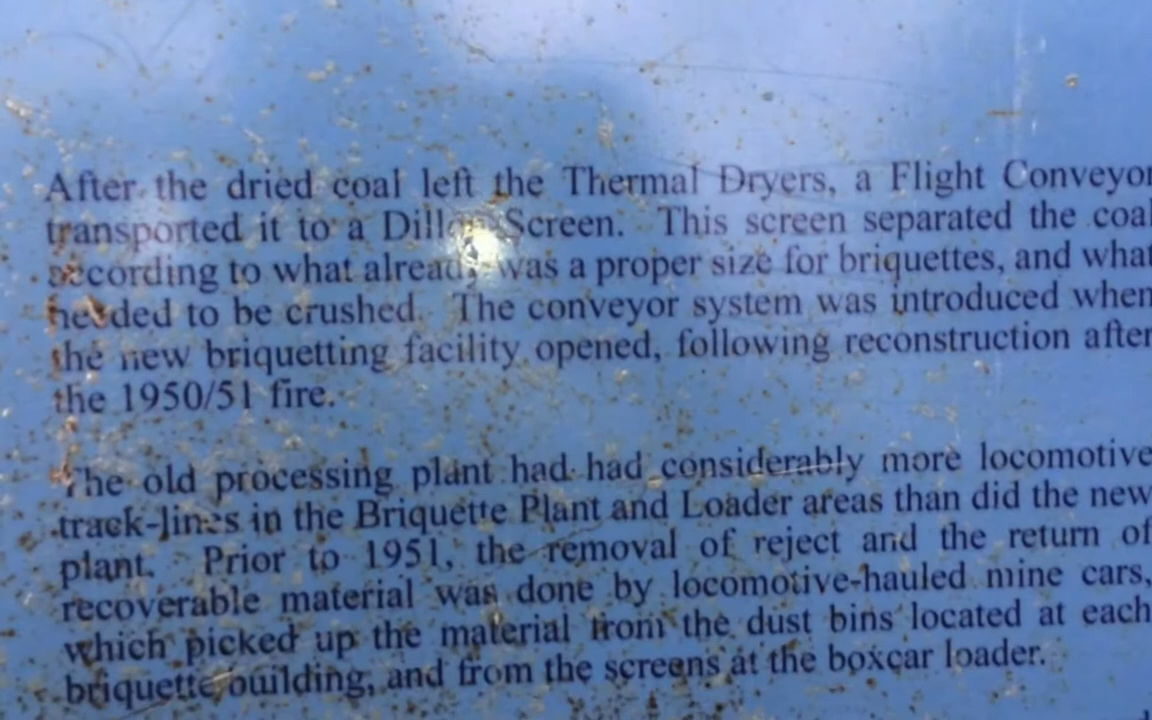 After the dried coal left the Thermal Dryers, a Flight Conveyor
transported it to a Screen. This screen separated the coal
according to what already was a proper size for briquettes, and what
needed to be crushed. The conveyor system was introduced when
the new briquetting facility opened, following reconstruction after
the 1950/51 fire.
The old processing plant had had considerably more locomotive
track-lines in the Briquette Plant and Loader areas than did the new
plant. Prior to 1951, the removal of reject and the return of
recoverable material was done by locomotive-hauled mine cars,
which picked up the material from the dust bins located at each
briquette building, and from the screens at the boxcar loader.